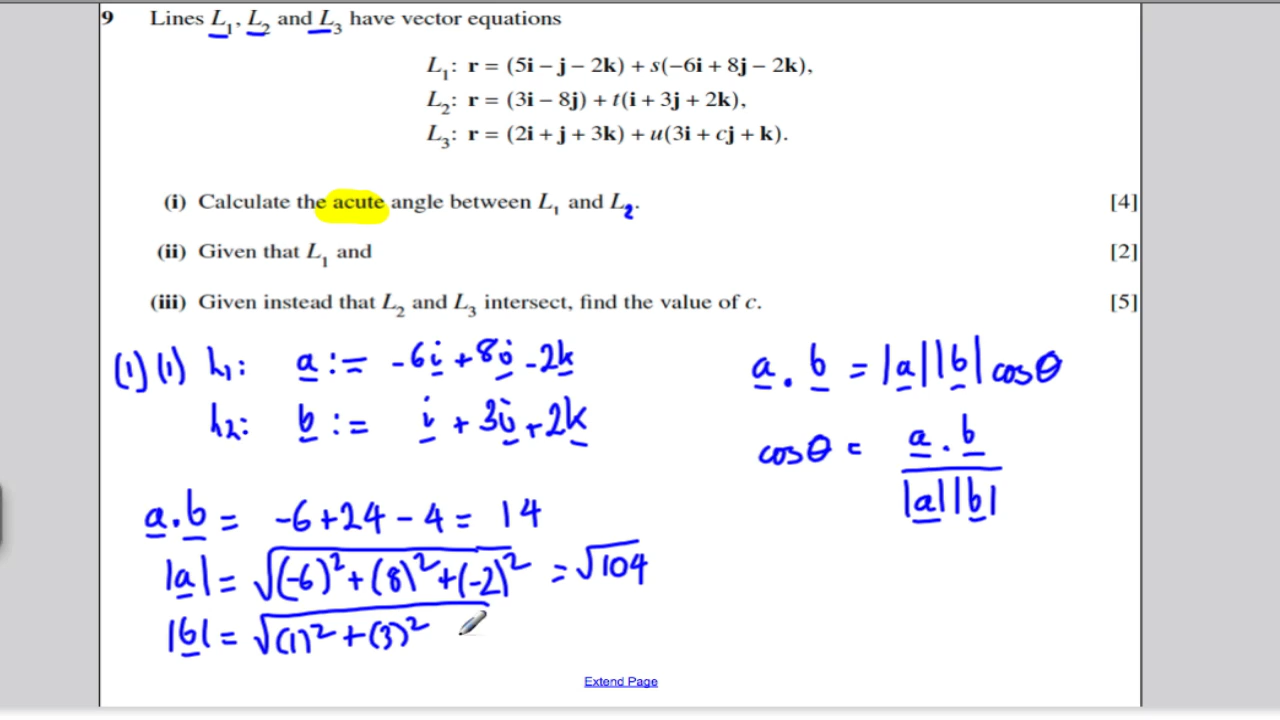 9 Lines L₁, L₂ and L₃ have vector equations
L₁: r = (5i − j − 2k) + s(−6i + 8j − 2k),
L₂: r = (3i − 8j) + t(i + 3j + 2k),
L₃: r = (2i + j + 3k) + u(3i + cj + k).
(i) Calculate the acute angle between L₁ and L₂. [4]
(ii) Given that L₁ and [2]
(iii) Given instead that L₂ and L₃ intersect, find the value of c. [5]
(1) (1) h₁: a := -6i + 8j - 2k
h₂: b := i + 3j + 2k
a . b = |a||b| cosθ
cosθ = a . b / |a||b|
a . b = -6 + 24 - 4 = 14
|a| = √(-6)² + (8)² + (-2)² = √104
|b| = √(1)² + (3)²
Extend Page